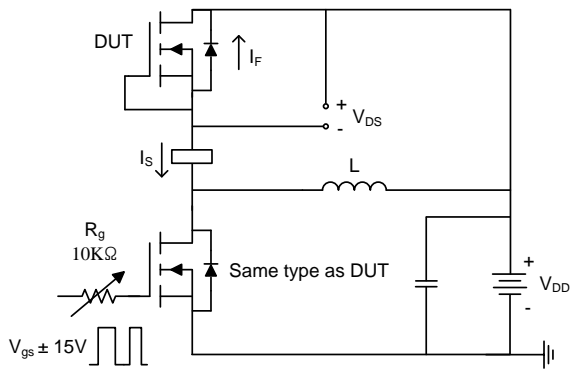 DUT
I_F
+
V_DS
-
I_S
L
R_g
10KΩ
Same type as DUT
+
V_DD
-
V_gs ± 15V